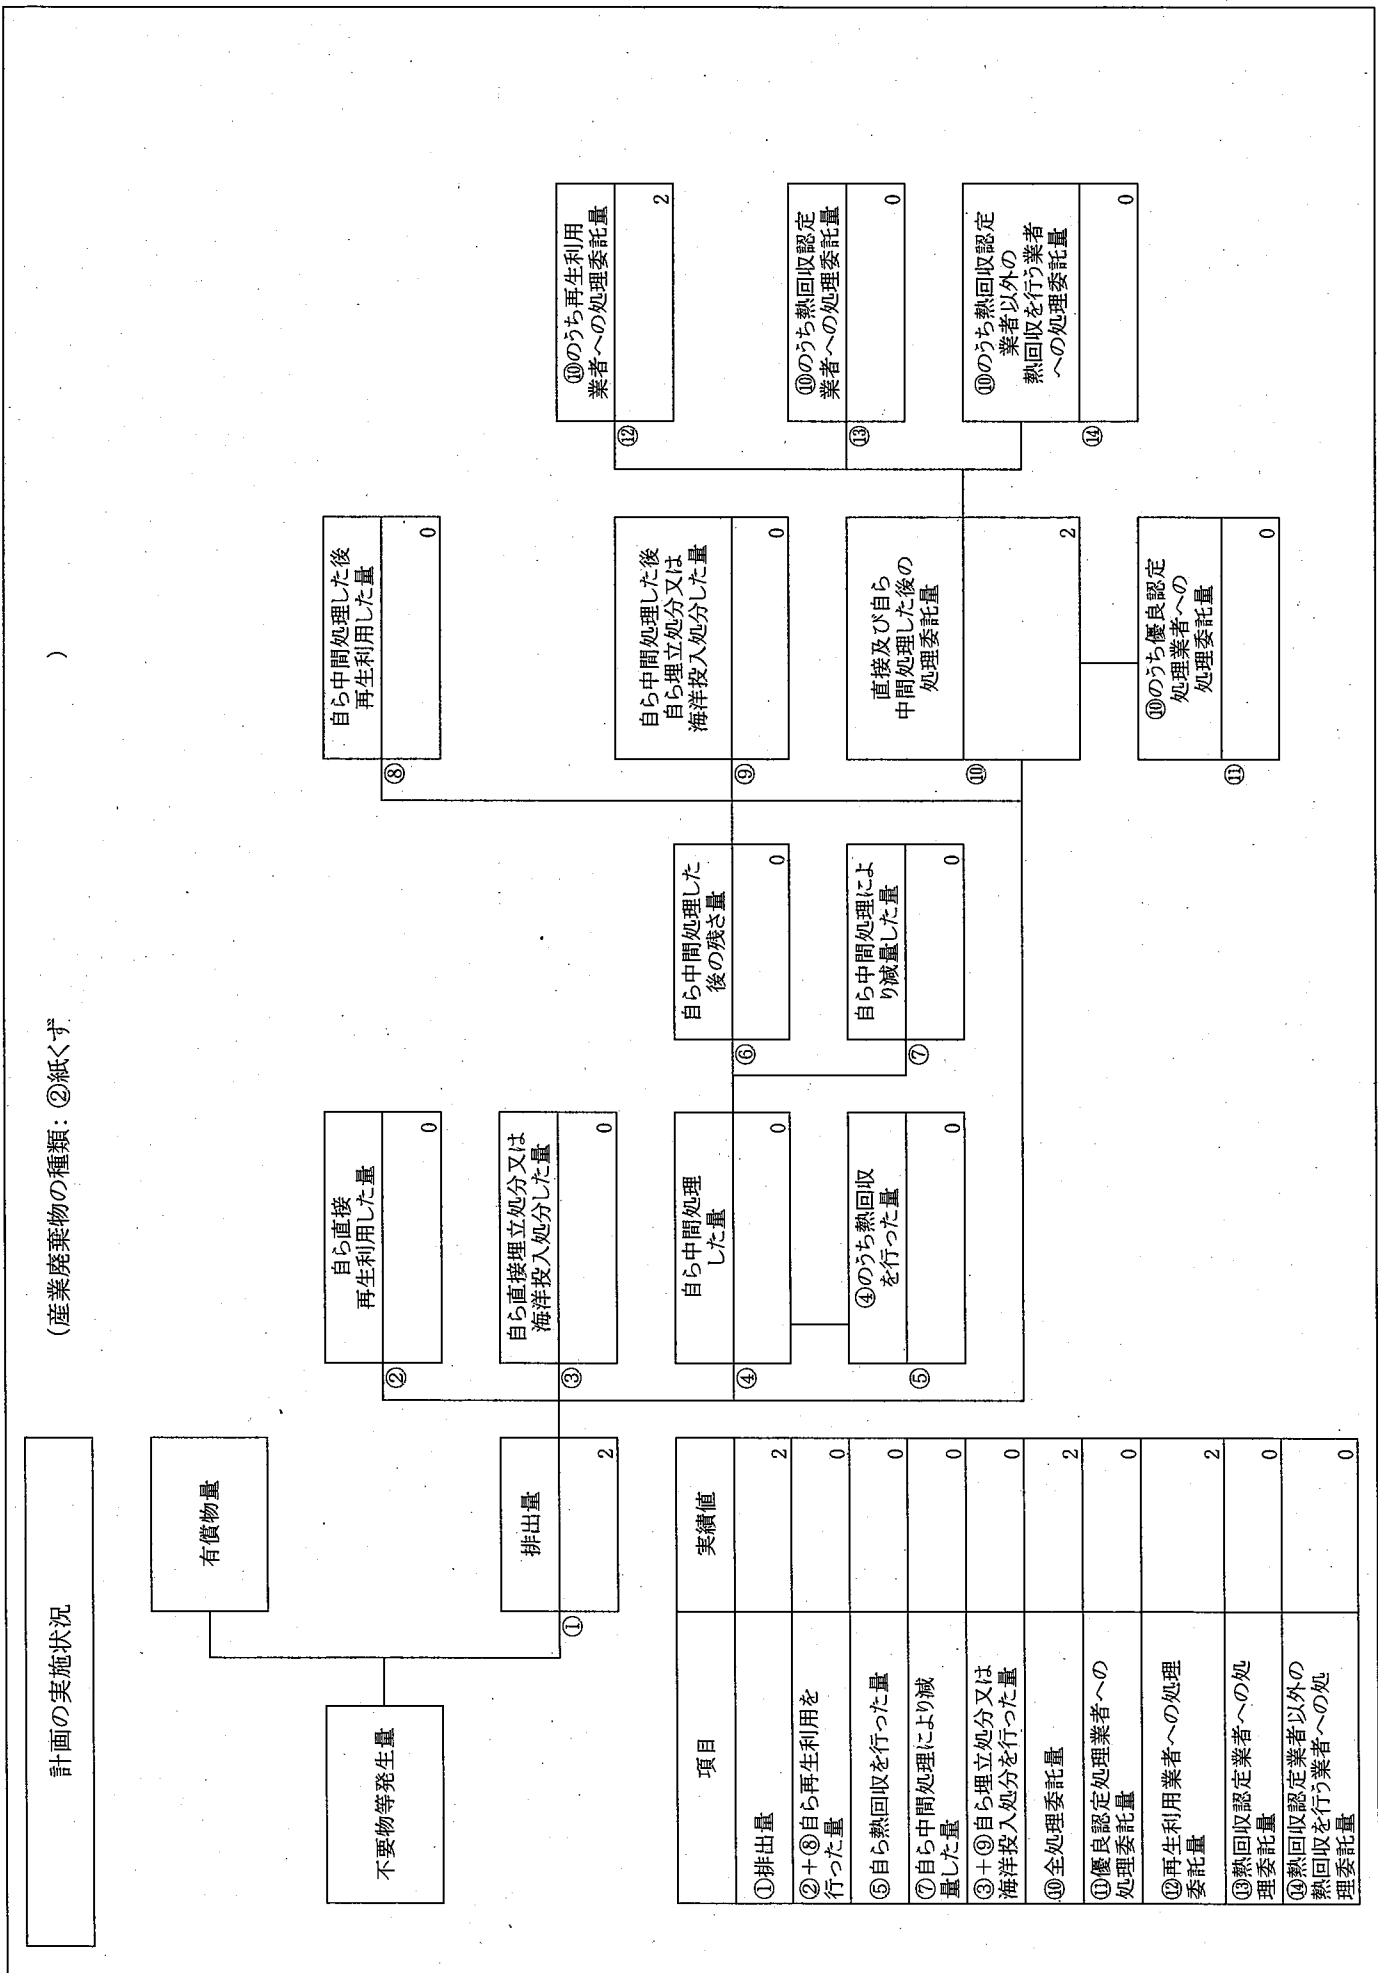 計画の実施状況
(産業廃棄物の種類：②紙くず
)
不要物等発生量
有償物量
①
排出量
2
②
自ら直接
再生利用した量
0
③
自ら直接埋立処分又は
海洋投入処分した量
0
④
自ら中間処理
した量
0
⑤
④のうち熱回収
を行った量
0
⑥
自ら中間処理した
後の残さ量
0
⑦
自ら中間処理によ
り減量した量
0
⑧
自ら中間処理した後
再生利用した量
0
⑨
自ら中間処理した後
自ら埋立処分又は
海洋投入処分した量
0
⑩
直接及び自ら
中間処理した後の
処理委託量
2
⑪
⑩のうち優良認定
処理業者への
処理委託量
0
⑫
⑩のうち再生利用
業者への処理委託量
2
⑬
⑩のうち熱回収認定
業者への処理委託量
0
⑭
⑩のうち熱回収認定
業者以外の
熱回収を行う業者
への処理委託量
0
項目
実績値
①排出量
2
②＋⑧自ら再生利用を
行った量
0
⑤自ら熱回収を行った量
0
⑦自ら中間処理により減
量した量
0
③＋⑨自ら埋立処分又は
海洋投入処分を行った量
0
⑩全処理委託量
2
⑪優良認定処理業者への
処理委託量
0
⑫再生利用業者への処理
委託量
2
⑬熱回収認定業者への処
理委託量
0
⑭熱回収認定業者以外の
熱回収を行う業者への処
理委託量
0